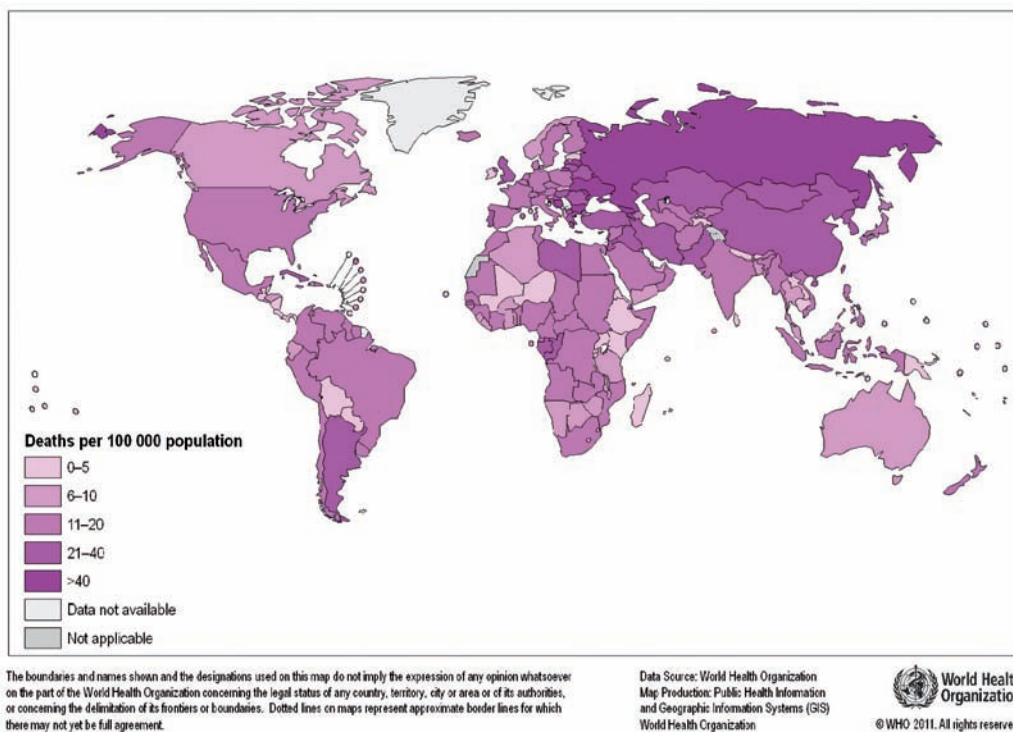 Deaths per 100 000 population
0–5
6–10
11–20
21–40
>40
Data not available
Not applicable
The boundaries and names shown and the designations used on this map do not imply the expression of any opinion whatsoever
on the part of the World Health Organization concerning the legal status of any country, territory, city or area or of its authorities,
or concerning the delimitation of its frontiers or boundaries. Dotted lines on maps represent approximate border lines for which
there may not yet be full agreement.
Data Source: World Health Organization
Map Production: Public Health Information
and Geographic Information Systems (GIS)
World Health Organization
World Health
Organizatio
© WHO 2011. All rights reserve